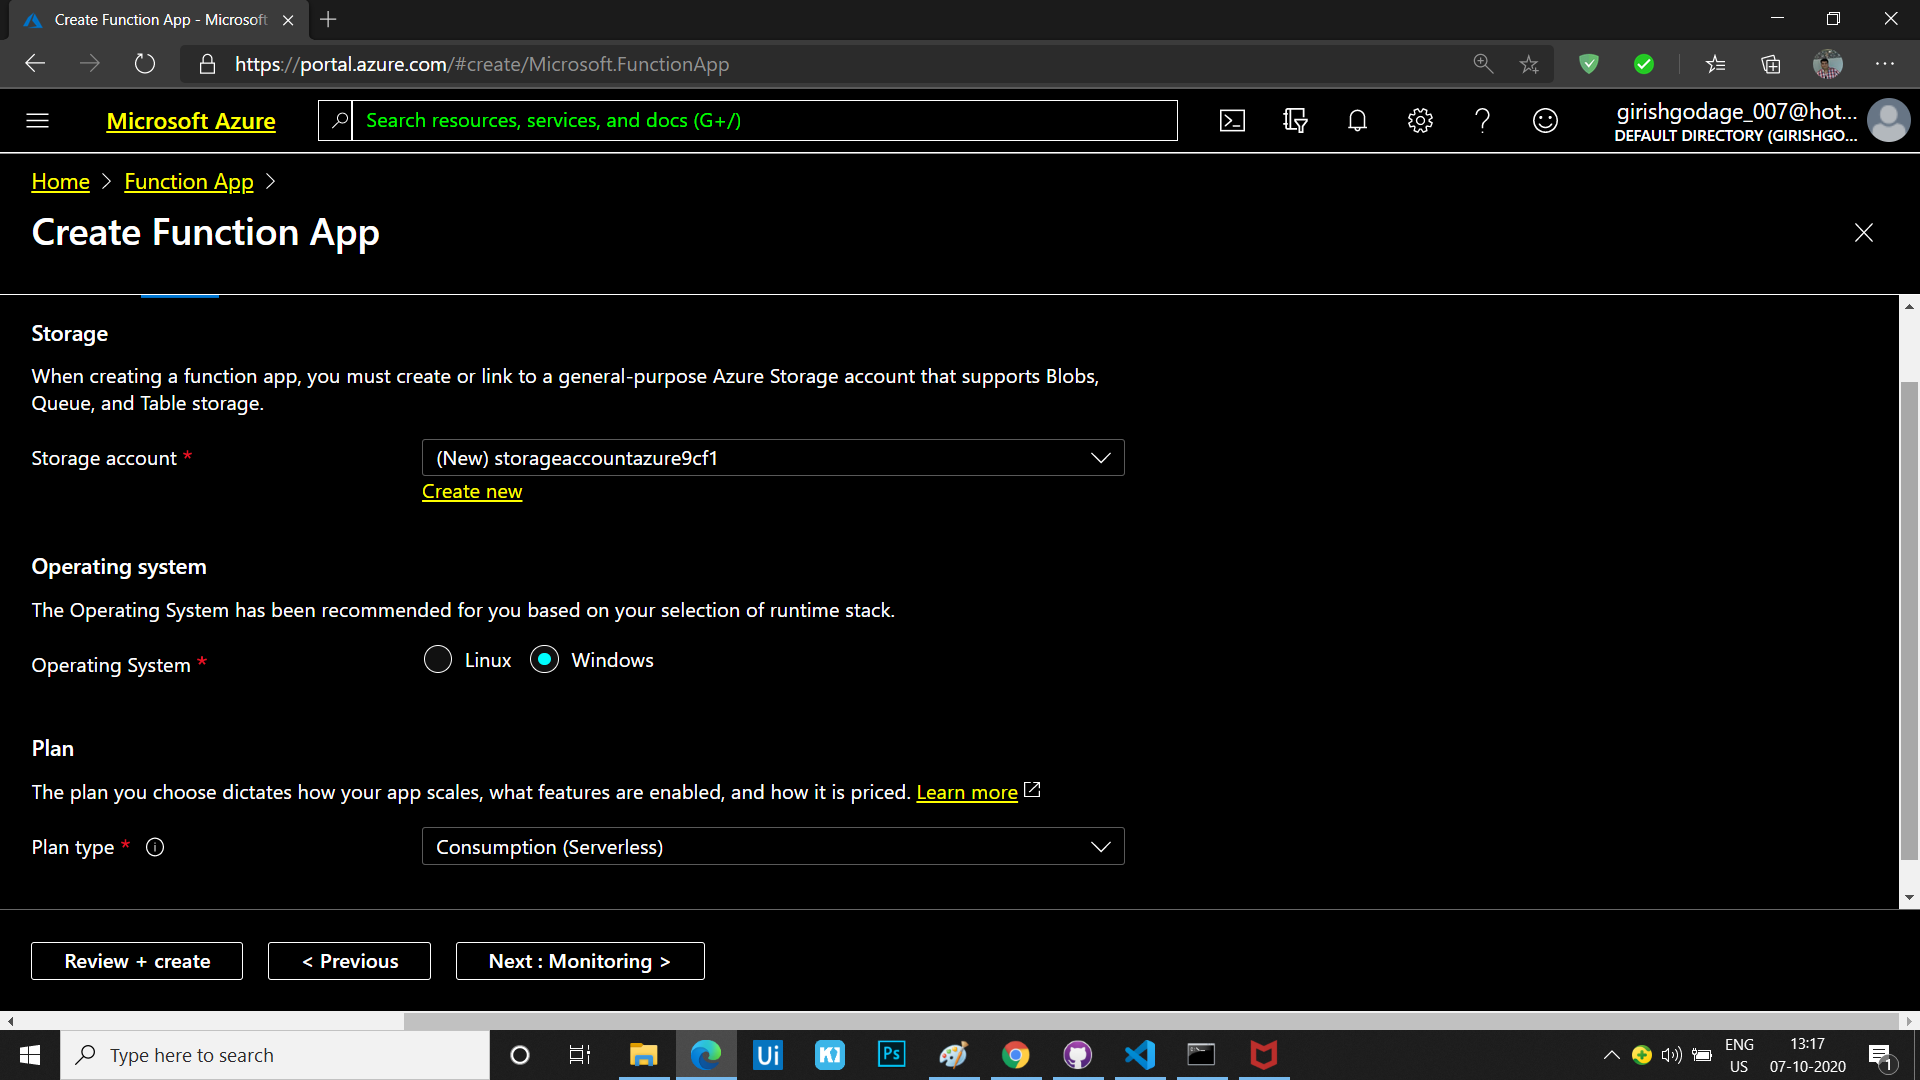 Create Function App - Microsoft
https://portal.azure.com/#create/Microsoft.FunctionApp
Microsoft Azure
Search resources, services, and docs (G+/)
girishgodage_007@hot...
DEFAULT DIRECTORY (GIRISHGO...
Home > Function App >
Create Function App
Storage
When creating a function app, you must create or link to a general-purpose Azure Storage account that supports Blobs,
Queue, and Table storage.
Storage account *
(New) storageaccountazure9cf1
Create new
Operating system
The Operating System has been recommended for you based on your selection of runtime stack.
Operating System *
Linux
Windows
Plan
The plan you choose dictates how your app scales, what features are enabled, and how it is priced. Learn more
Plan type *
Consumption (Serverless)
Review + create
< Previous
Next : Monitoring >
Type here to search
Ui
K1
Ps
ENG
US
13:17
07-10-2020
1